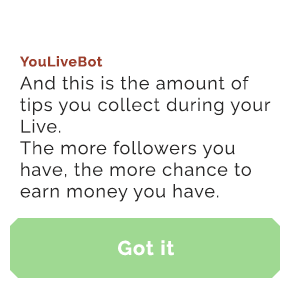 YouLiveBot
And this is the amount of
tips you collect during your
Live.
The more followers you
have, the more chance to
earn money you have.
Got it